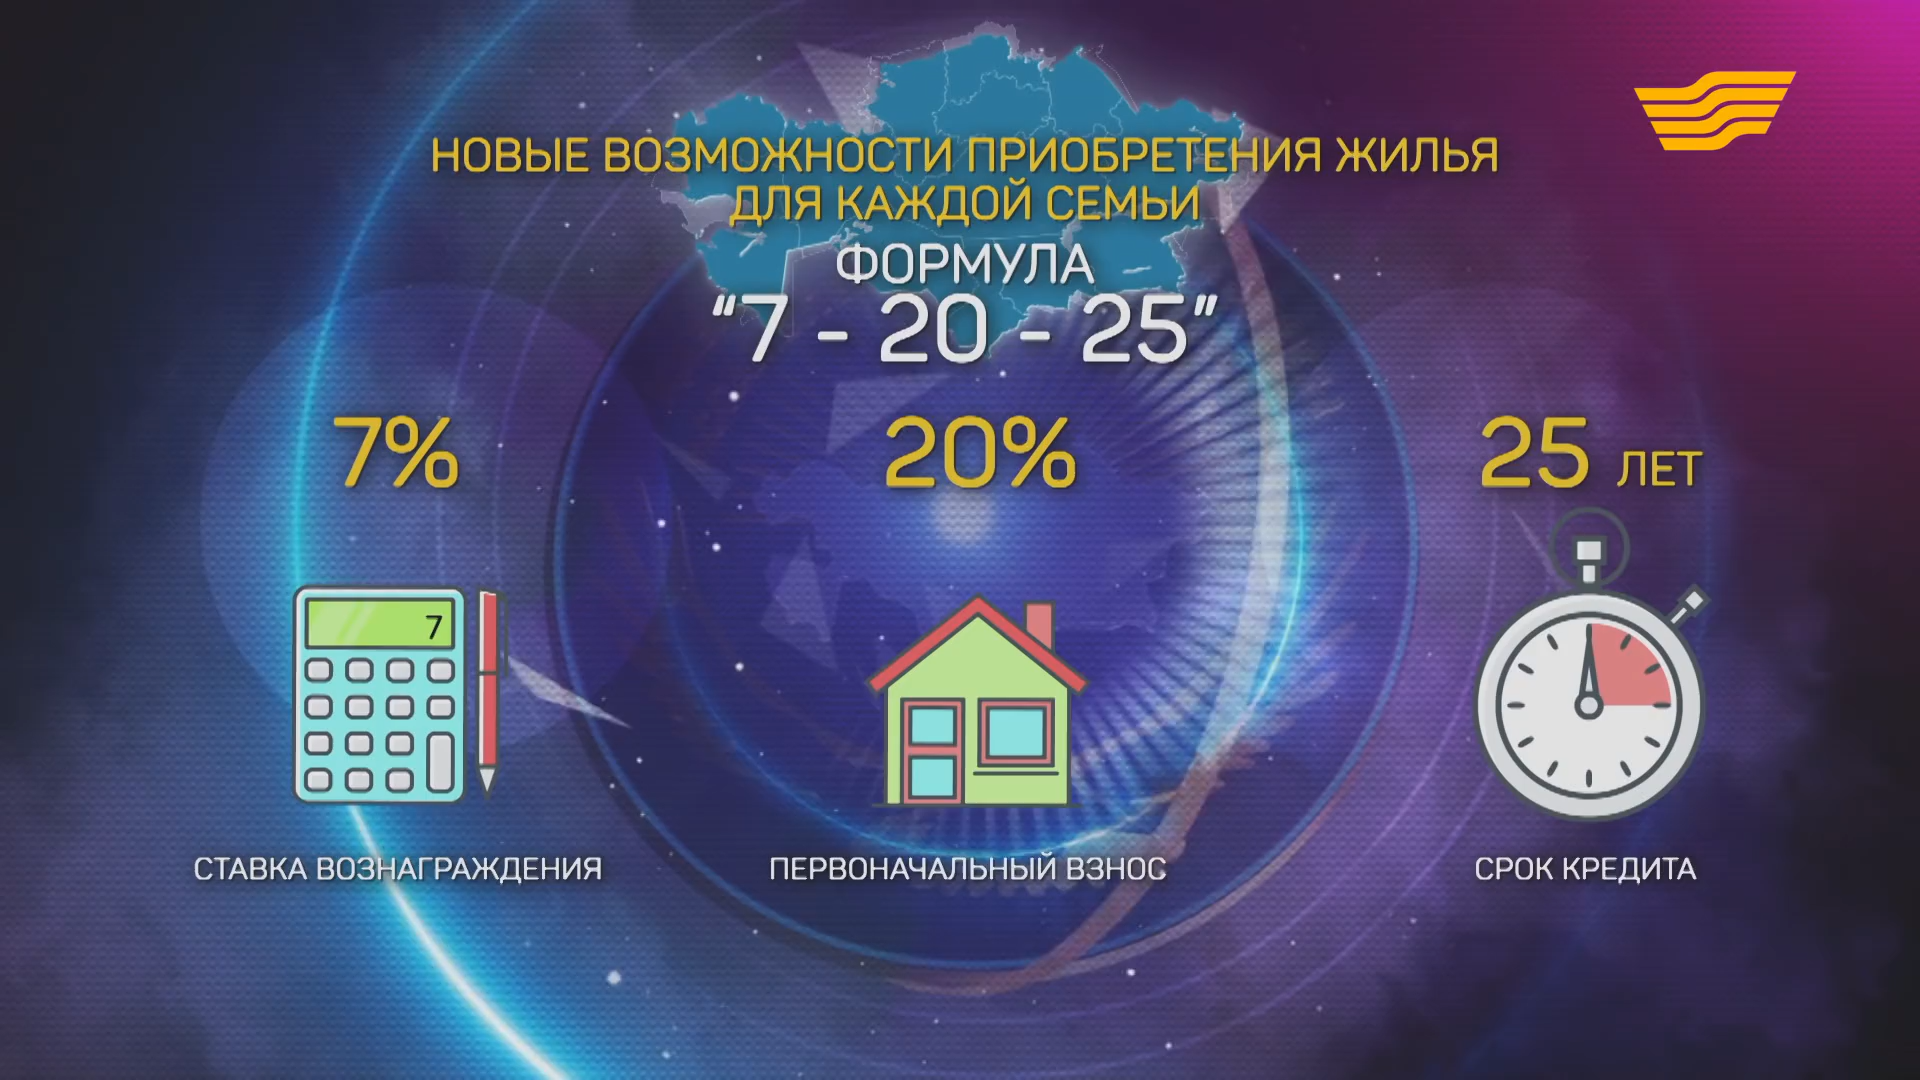 НОВЫЕ ВОЗМОЖНОСТИ ПРИОБРЕТЕНИЯ ЖИЛЬЯ
ДЛЯ КАЖДОЙ СЕМЬИ
ФОРМУЛА
“7 - 20 - 25”
7%
20%
25 ЛЕТ
7
СТАВКА ВОЗНАГРАЖДЕНИЯ
ПЕРВОНАЧАЛЬНЫЙ ВЗНОС
СРОК КРЕДИТА